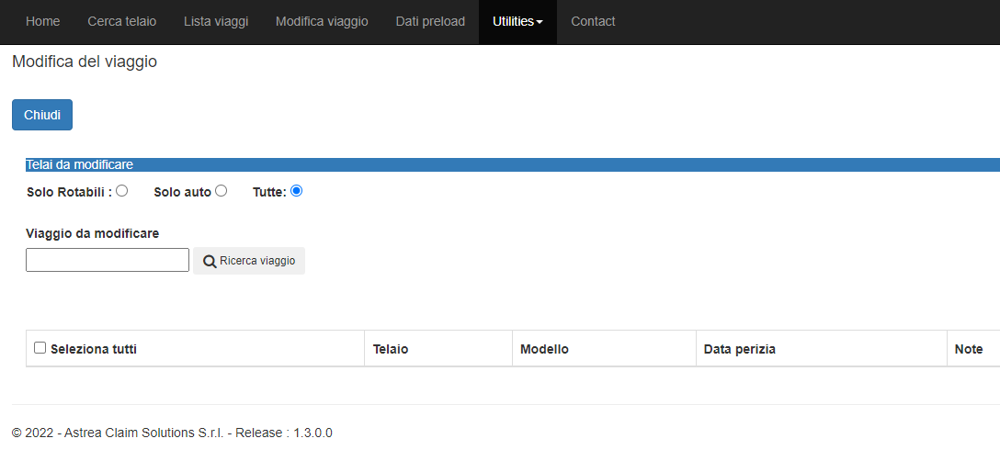 Home Cerca telaio Lista viaggi Modifica viaggio Dati preload Utilities Contact
Modifica del viaggio
Chiudi
Telai da modificare
Solo Rotabili : Solo auto Tutte:
Viaggio da modificare
Ricerca viaggio
Seleziona tutti Telaio Modello Data perizia Note
© 2022 - Astrea Claim Solutions S.r.l. - Release : 1.3.0.0